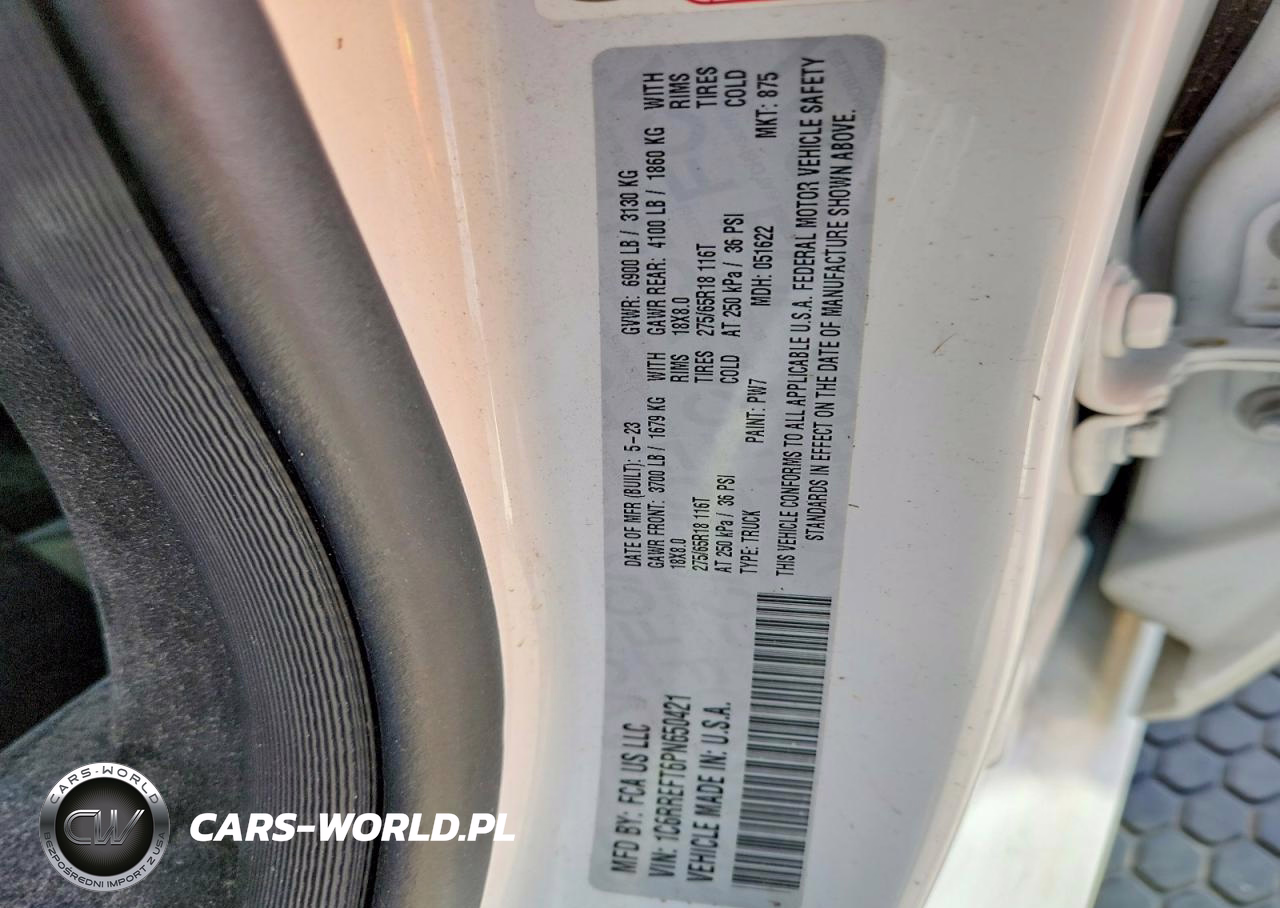 MFD BY: FCA US LLC
VIN: 1C6RREFT6PN650421
VEHICLE MADE IN: U.S.A.
DATE OF MFR (BUILT): 5-23
GVWR: 6900 LB / 3130 KG
GAWR FRONT: 3700 LB / 1679 KG WITH
GAWR REAR: 4100 LB / 1860 KG WITH
18X8.0 RIMS
18X8.0 RIMS
275/65R18 116T TIRES
275/65R18 116T TIRES
AT 250 kPa / 36 PSI COLD
AT 250 kPa / 36 PSI COLD
TYPE: TRUCK PAINT: PW7 MDH: 051622 MKT: 875
THIS VEHICLE CONFORMS TO ALL APPLICABLE U.S.A. FEDERAL MOTOR VEHICLE SAFETY
STANDARDS IN EFFECT ON THE DATE OF MANUFACTURE SHOWN ABOVE.
CARS-WORLD
CW
BEZPOŚREDNI IMPORT Z USA
CARS-WORLD.PL